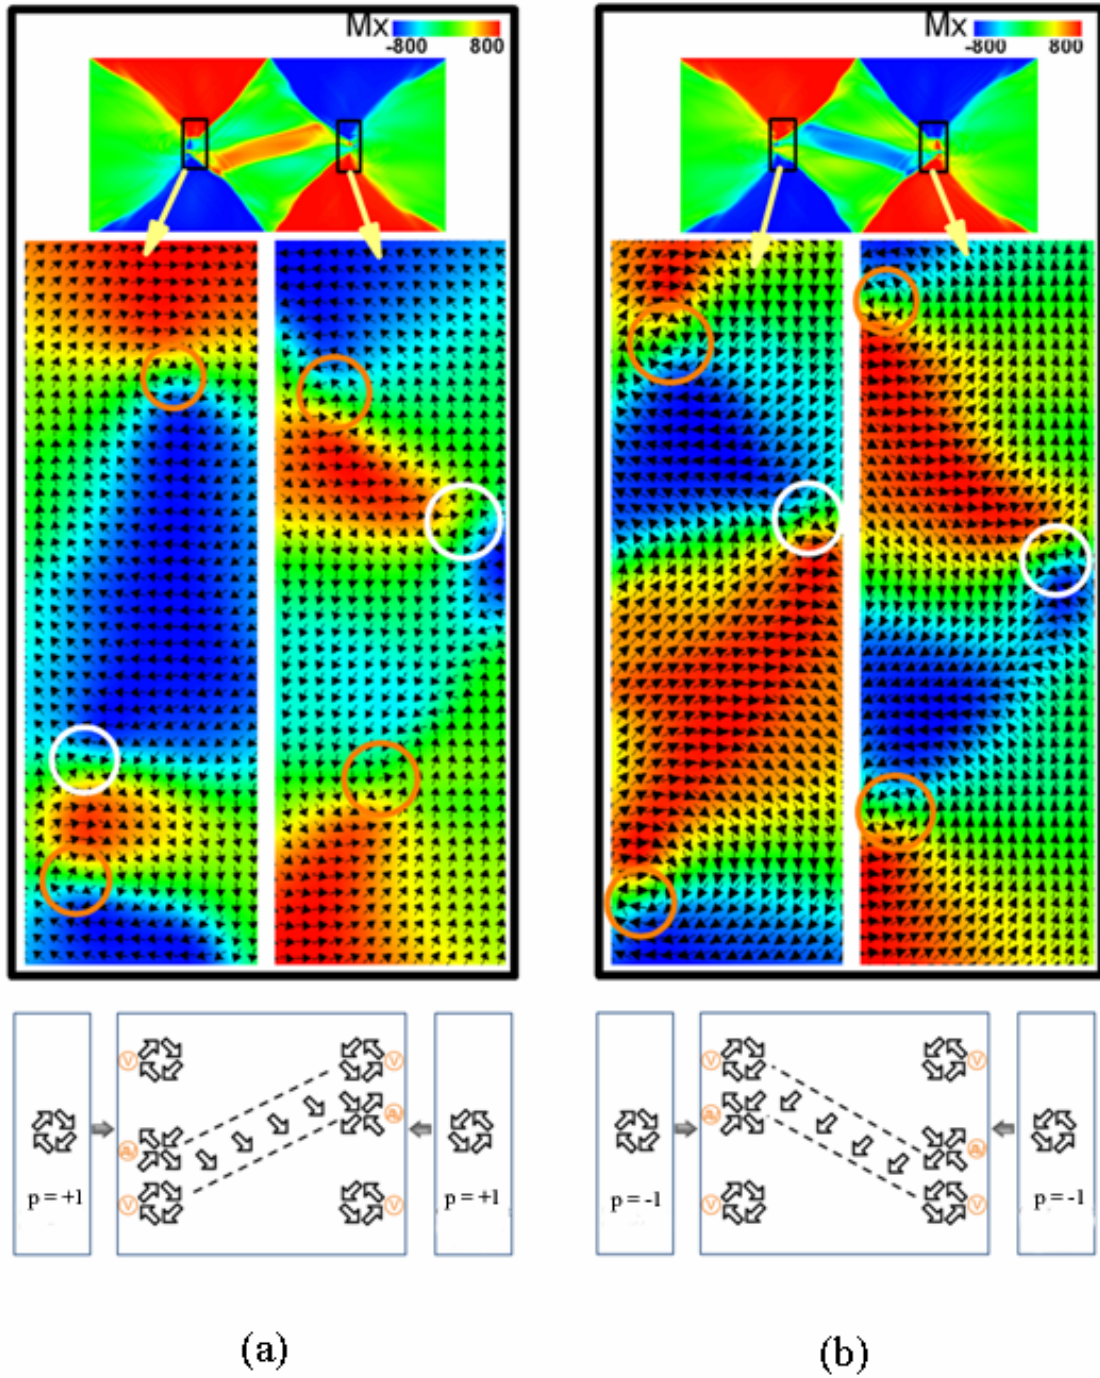 Mx
-800 800
Mx
-800 800
V V
a a
V V
p = +1 p = +1
V V
a a
V V
p = -1 p = -1
(a) (b)